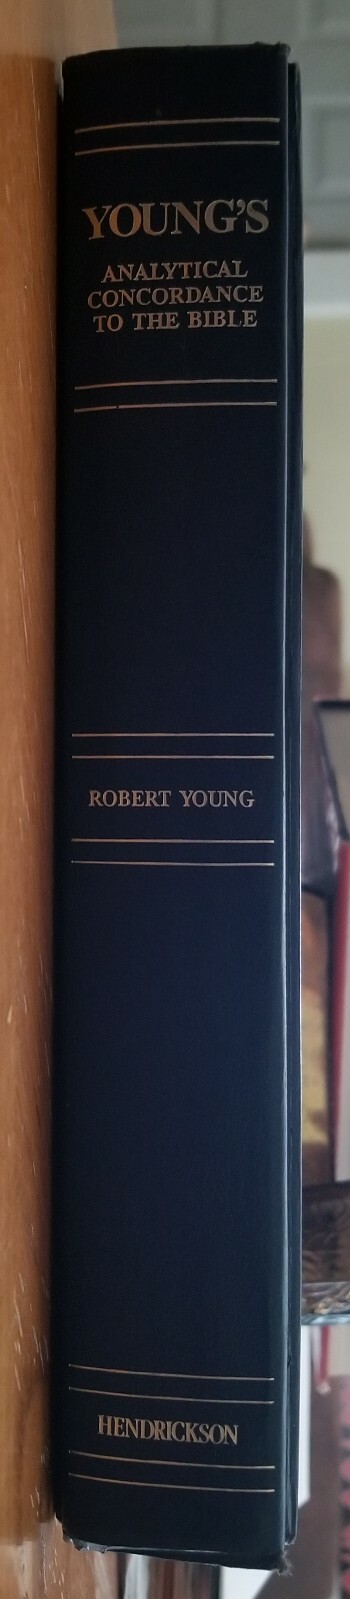 YOUNG'S
ANALYTICAL
CONCORDANCE
TO THE BIBLE
ROBERT YOUNG
HENDRICKSON